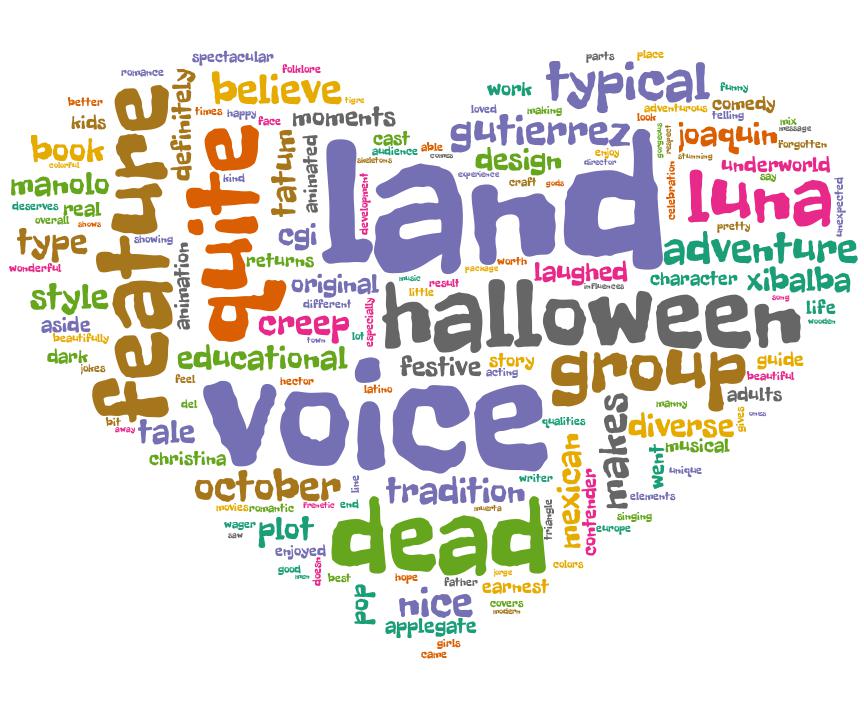 spectacular
parts
place
romance
folklore
believe
work
typical
funny
better
definitely
times
happy
face
tigre
moments
loved
making
adventurous
comedy
telling
kids
feature
quite
tatum
animated
cast
audience
able
comes
gutierrez
look
joaquin
mix
message
forgotten
book
colorful
kind
skeletons
land
design
enjoy
director
gorgeous
respect
stunning
underworld
manolo
experience
craft
gods
celebration
luna
say
unexpected
deserves
real
overall
shows
development
pretty
type
showing
cgi
adventure
wonderful
animation
returns
music
package
worth
laughed
influences
character
xibalba
style
original
different
little
result
halloween
song
life
wooden
aside
beautifully
creep
town
lot
especially
dark
jokes
educational
festive
story
acting
group
guide
beautiful
feel
hector
latino
adults
del
voice
manny
gives
ones
bit
away
tale
qualities
makes
diverse
musical
christina
mexican
went
unique
october
line
tradition
writer
contender
elements
movies
romantic
frenetic
end
muerta
triangle
singing
europe
wager
saw
plot
dead
enjoyed
colors
good
men
doesn
best
hope
father
jorge
earnest
pop
nice
covers
modern
applegate
girls
came